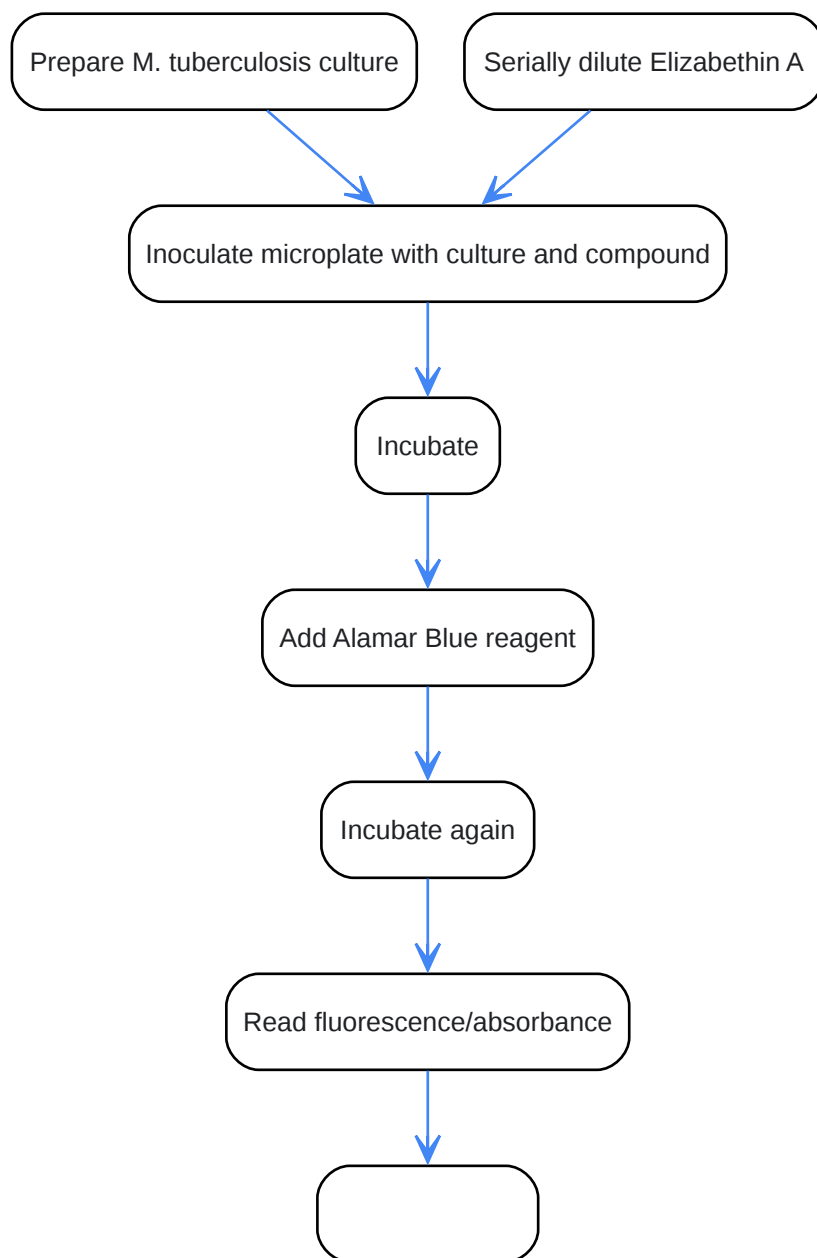 Prepare M. tuberculosis culture
Serially dilute Elizabethin A
Inoculate microplate with culture and compound
Incubate
Add Alamar Blue reagent
Incubate again
Read fluorescence/absorbance